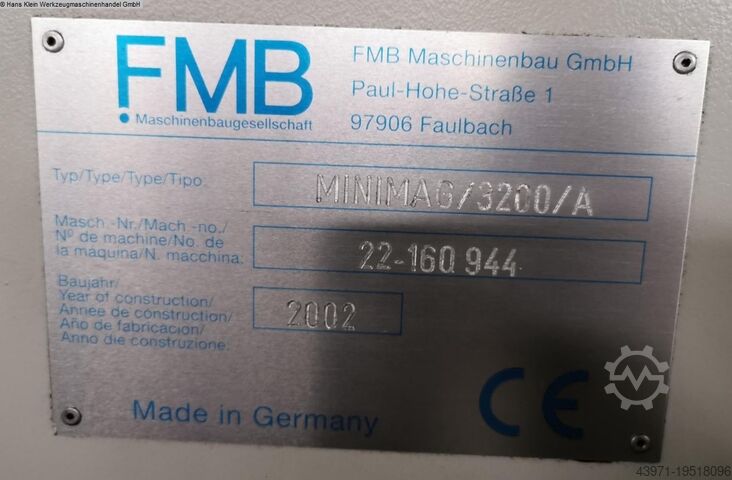 © Hans Klein Werkzeugmaschinenhandel GmbH
FMB
Maschinenbaugesellschaft
FMB Maschinenbau GmbH
Paul-Hohe-Straße 1
97906 Faulbach
Typ/Type/Type/Tipo
MINIMAG/3200/A
Masch.-Nr./Mach.-no./
Nº de machine/No. de
la maquina/N. macchina:
22-160 944
Baujahr/
Year of construction/
Annee de construction/
Año de fabricacion/
Anno die construzione:
2002
Made in Germany
CE
43971-19518096